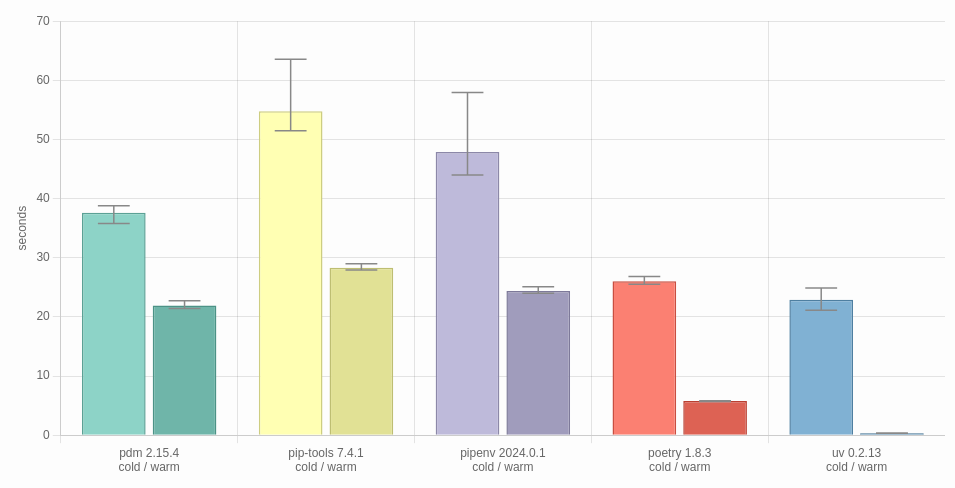 70
60
50
40
30
20
10
0
seconds
pdm 2.15.4
cold / warm
pip-tools 7.4.1
cold / warm
pipenv 2024.0.1
cold / warm
poetry 1.8.3
cold / warm
uv 0.2.13
cold / warm